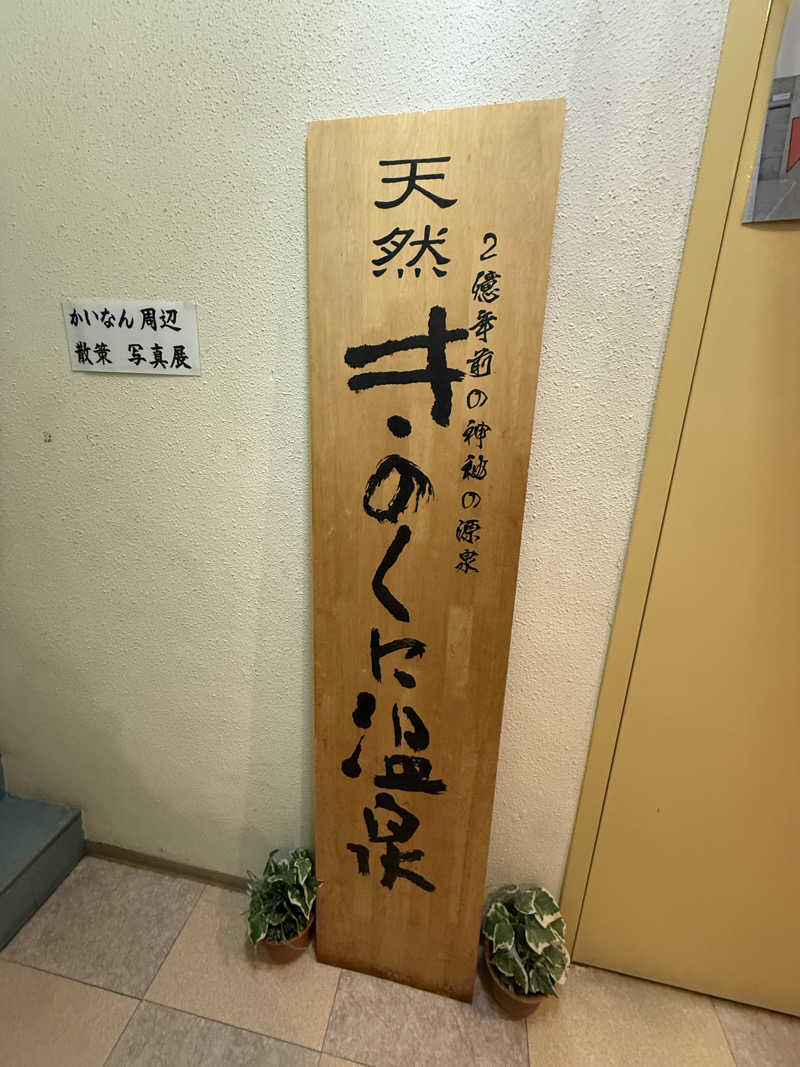 天然
きのくに温泉
2億年前の神秘の源泉
かいなん周辺
散策 写真展